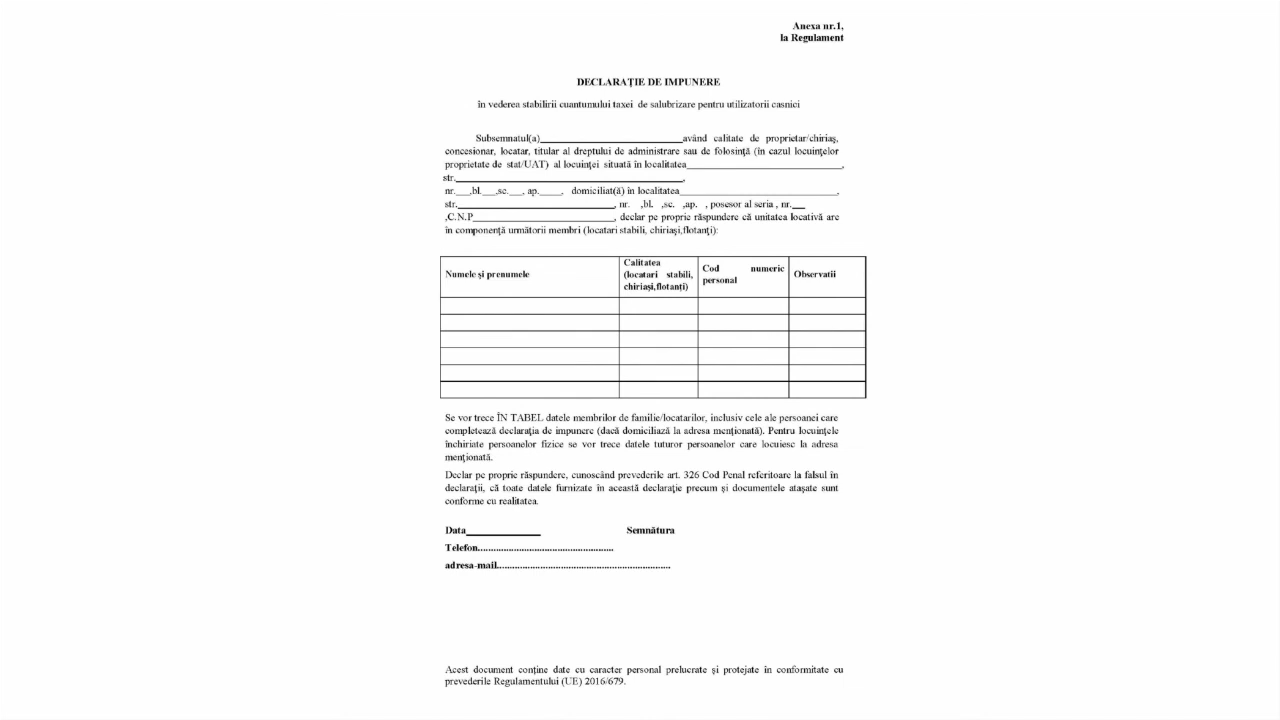 Anexa nr.1,
la Regulament
DECLARAȚIE DE IMPUNERE
în vederea stabilirii cuantumului taxei de salubrizare pentru utilizatorii casnici
Subsemnatul(a)____________________________având calitate de proprietar/chiriaș,
concesionar, locatar, titular al dreptului de administrare sau de folosință (în cazul locuințelor
proprietate de stat/UAT) al locuinței situată în localitatea_______________________________,
str._____________________________________________,
nr.___,bl.___,sc.___, ap.____, domiciliat(ă) în localitatea_______________________________,
str._______________________________, nr. ,bl. ,sc. ,ap. , posesor al seria , nr.___
,C.N.P____________________________, declar pe proprie răspundere că unitatea locativă are
în componență următorii membri (locatari stabili, chiriași,flotanți):
Numele și prenumele
Calitatea
(locatari stabili,
chiriași,flotanți)
Cod numeric
personal
Observatii
Se vor trece ÎN TABEL datele membrilor de familie/locatarilor, inclusiv cele ale persoanei care
completează declarația de impunere (dacă domiciliază la adresa menționată). Pentru locuințele
închiriate persoanelor fizice se vor trece datele tuturor persoanelor care locuiesc la adresa
menționată.
Declar pe proprie răspundere, cunoscând prevederile art. 326 Cod Penal referitoare la falsul în
declarații, că toate datele furnizate în această declarație precum și documentele atașate sunt
conforme cu realitatea.
Data_______________ Semnătura
Telefon.....................................................
adresa-mail...................................................................
Acest document conține date cu caracter personal prelucrate și protejate în conformitate cu
prevederile Regulamentului (UE) 2016/679.